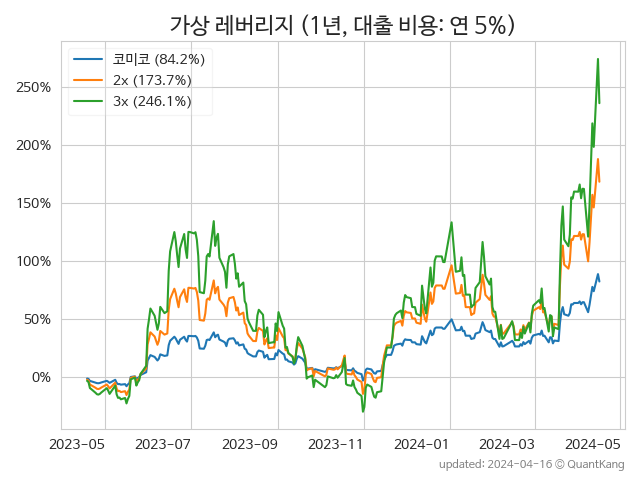 가상 레버리지 (1년, 대출 비용: 연 5%)
코미코 (84.2%)
2x (173.7%)
3x (246.1%)
250%
200%
150%
100%
50%
0%
2023-05 2023-07 2023-09 2023-11 2024-01 2024-03 2024-05
updated: 2024-04-16 © QuantKang